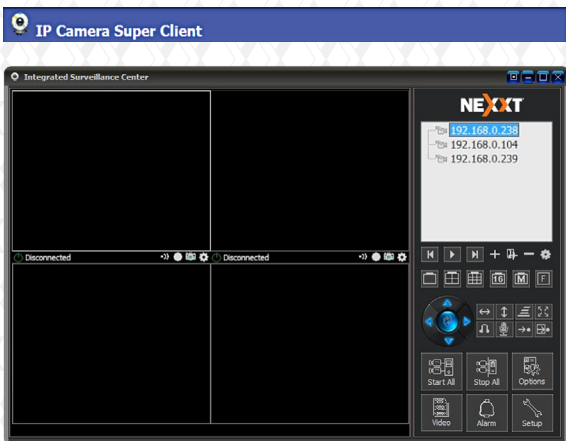 IP Camera Super Client
Integrated Surveillance Center
NEXXT
192.168.0.238
192.168.0.104
192.168.0.239
Disconnected
Disconnected
16
M
F
Start All
Stop All
Options
Video
Alarm
Setup